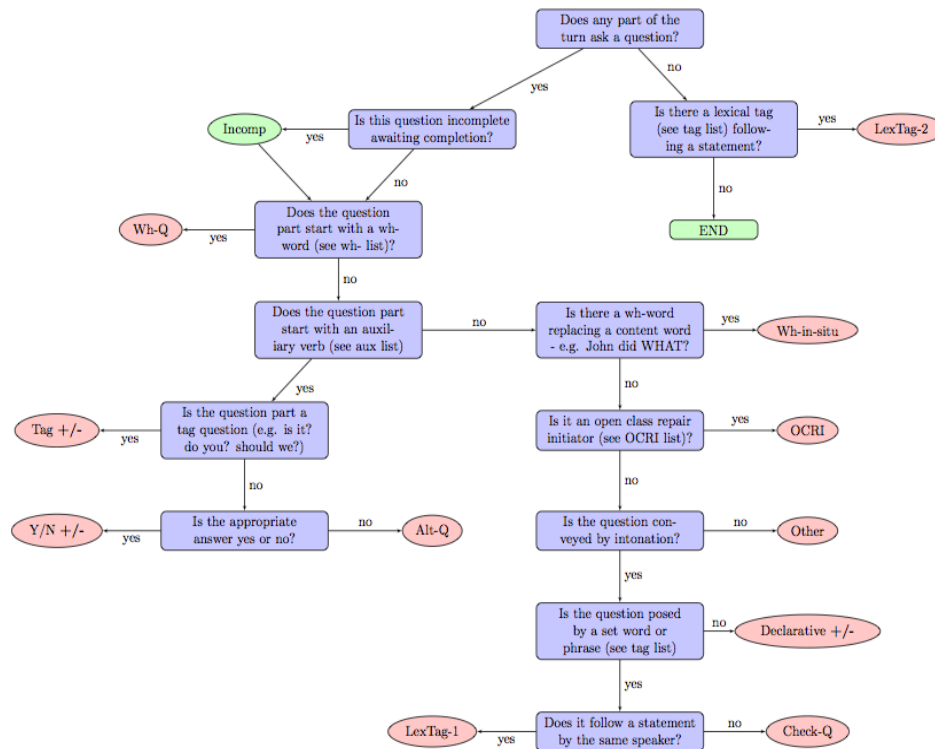 Does any part of the
turn ask a question?
yes
no
Incomp
yes
Is this question incomplete
awaiting completion?
Is there a lexical tag
(see tag list) follow-
ing a statement?
yes
LexTag-2
no
no
Wh-Q
yes
Does the question
part start with a wh-
word (see wh- list)?
END
no
Does the question part
start with an auxil-
iary verb (see aux list)
no
Is there a wh-word
replacing a content word
- e.g. John did WHAT?
yes
Wh-in-situ
yes
no
Tag +/-
yes
Is the question part a
tag question (e.g. is it?
do you? should we?)
Is it an open class repair
initiator (see OCRI list)?
yes
OCRI
no
no
Y/N +/-
yes
Is the appropriate
answer yes or no?
no
Alt-Q
Is the question con-
veyed by intonation?
no
Other
yes
Is the question posed
by a set word or
phrase (see tag list)
no
Declarative +/-
yes
LexTag-1
yes
Does it follow a statement
by the same speaker?
no
Check-Q